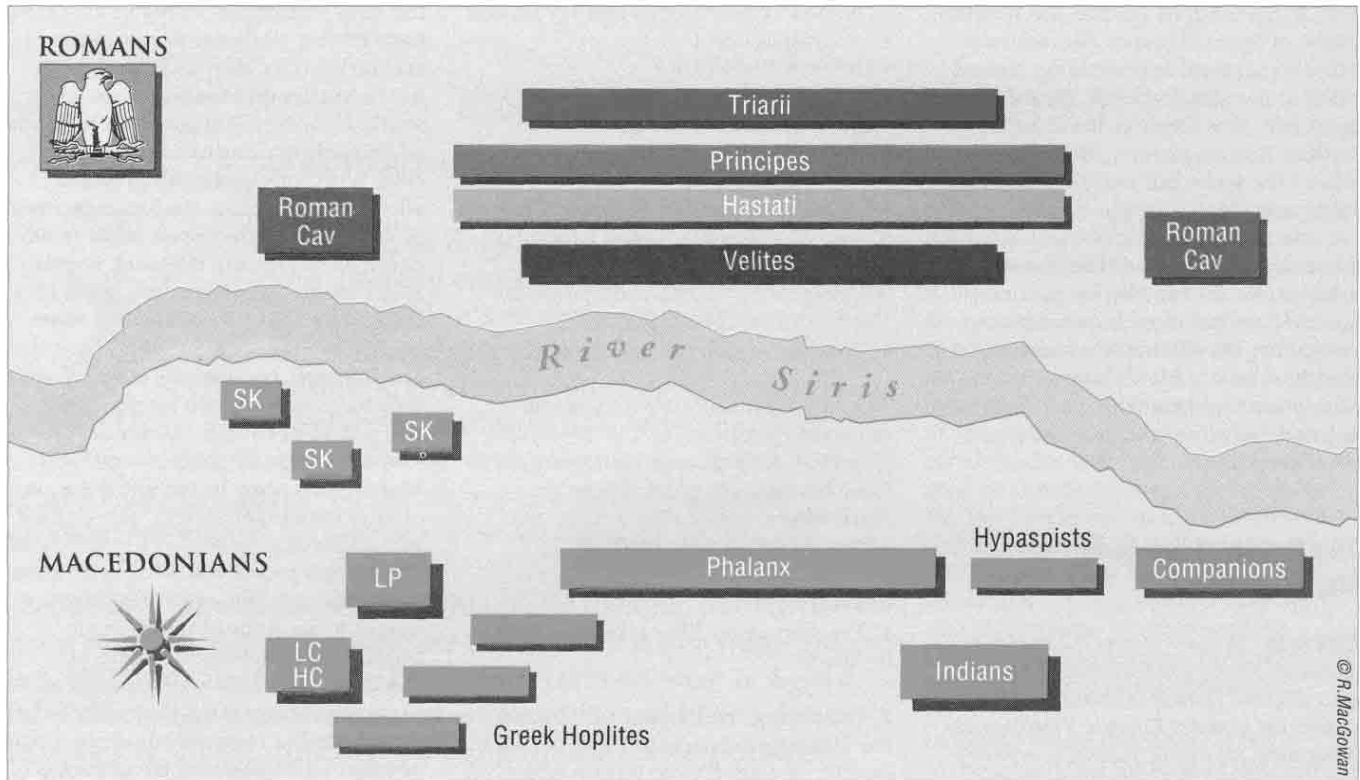 ROMANS
Triarii
Principes
Hastati
Velites
Roman
Cav
Roman
Cav
River
Siris
SK
SK
SK
MACEDONIANS
LP
Phalanx
Hypaspists
Companions
LC
HC
Indians
Greek Hoplites
© R.MacGowan